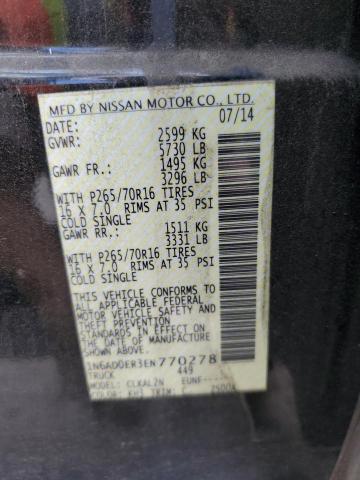 MFD BY NISSAN MOTOR CO., LTD.
DATE: 07/14
GVWR: 2599 KG
5730 LB
GAWR FR.: 1495 KG
3296 LB
WITH P265/70R16 TIRES
16 X 7.0 RIMS AT 35 PSI
COLD SINGLE
GAWR RR.: 1511 KG
3331 LB
WITH P265/70R16 TIRES
16 X 7.0 RIMS AT 35 PSI
COLD SINGLE
THIS VEHICLE CONFORMS TO
ALL APPLICABLE FEDERAL
MOTOR VEHICLE SAFETY AND
THEFT PREVENTION
STANDARDS IN EFFECT ON
THE DATE OF MANUFACTURE
SHOWN ABOVE.
1N6AD0ER3EN770278
TRUCK 449
MODEL: CLKAL2N EUNF
COLOR: KH3 TRIM: C